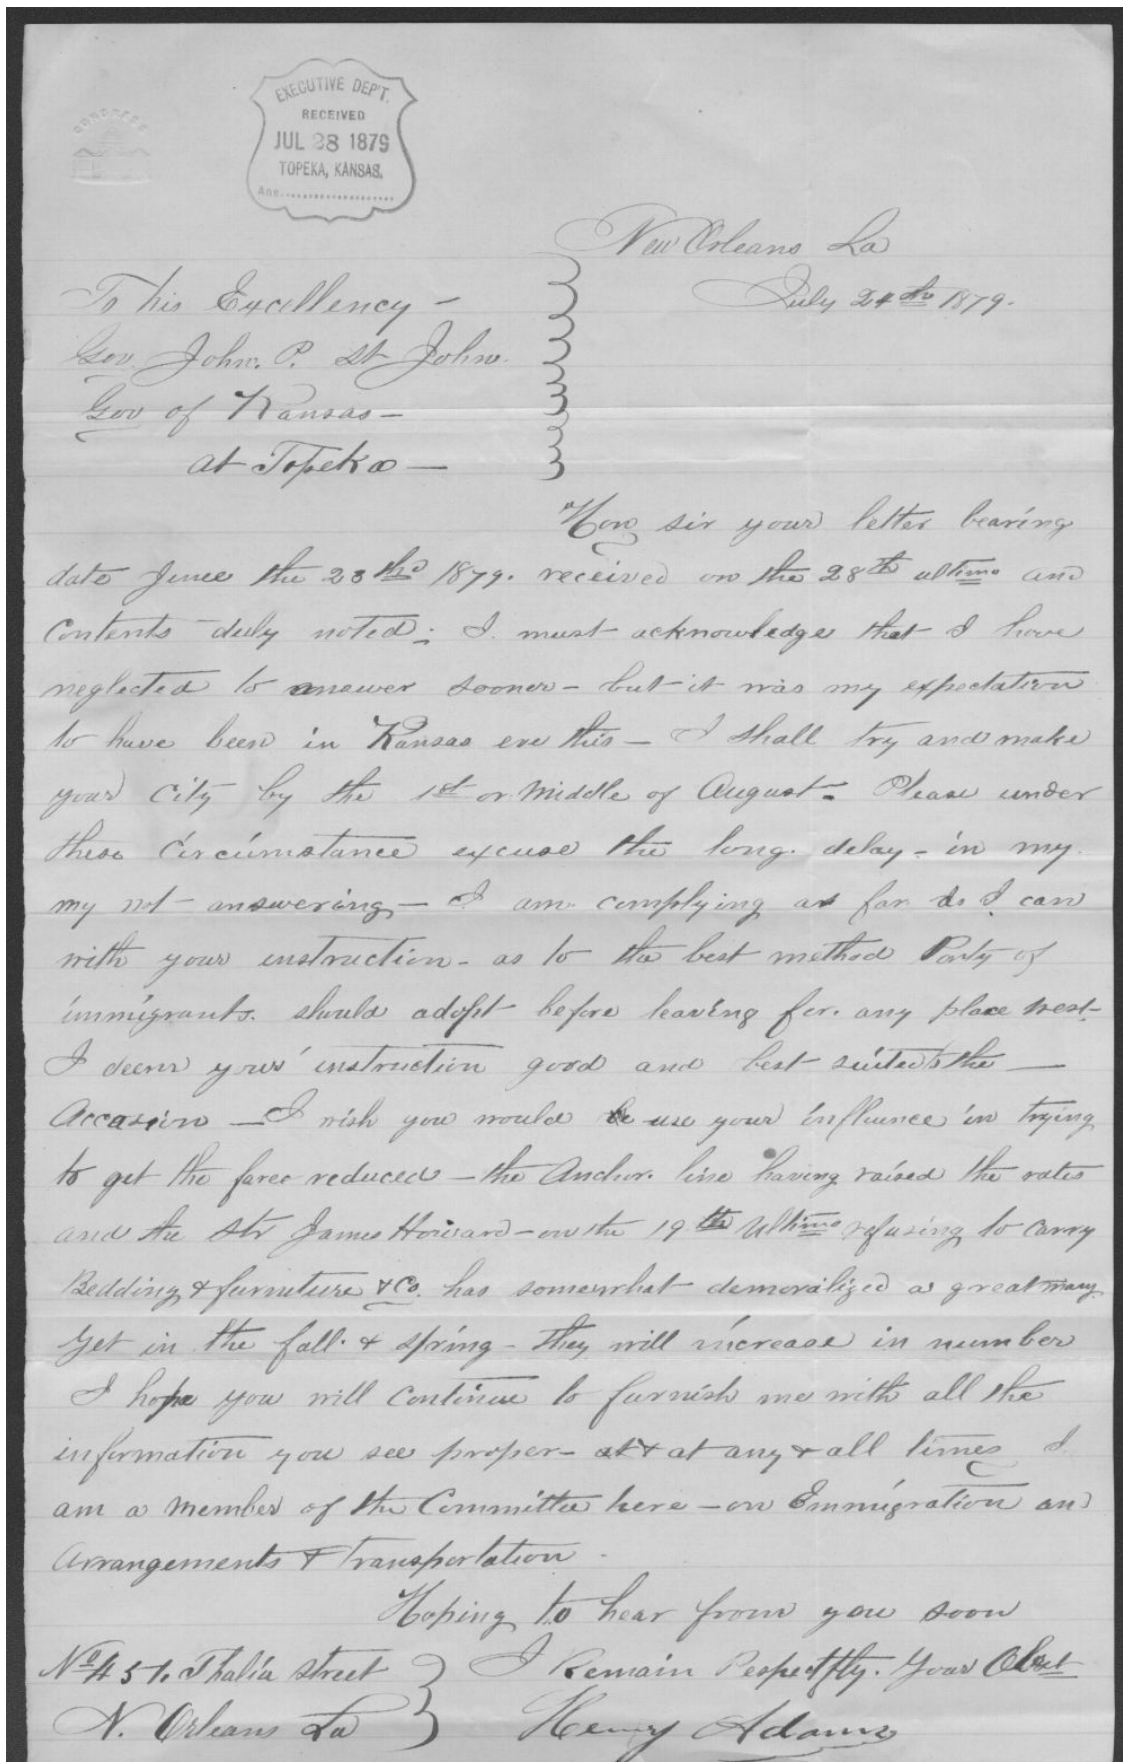 CONGRESS
EXECUTIVE DEP'T.
RECEIVED
JUL 28 1879
TOPEKA, KANSAS.
Ans.
New Orleans La
July 24th 1879.
To his Excellency —
Gov. John. P. St John.
Gov of Kansas —
at Topeka —
Hon sir your letter bearing
date June the 23rd 1879. received on the 28th ultimo and
Contents duly noted; I must acknowledge that I have
neglected to answer sooner – but it was my expectation
to have been in Kansas ere this — I shall try and make
your City by the 1st or Middle of August – Please under
these Circumstance excuse the long delay – in my
my not – answering – I am complying as far as I can
with your instruction – as to the best method Party of
immigrants. should adopt before leaving for. any place west –
I deem yours instruction good and best suited to the —
Accasion — I wish you would use your influence in trying
to get the fares reduced — the Anchor. line having raised the rates
and the Str James Howard – on the 19th Ultimo refusing to carry
Bedding & furniture & Co. has somewhat demoralized a great many
Yet in the fall. & spring – they will increase in number
I hope you will Continue to furnish me with all the
information you see proper – at & at any & all times I
am a member of the Committee here – on Emmigration and
Arrangements & Transportation.
Hoping to hear from you soon
No 451. Thalia street
I Remain Respectfly. Your Obet
N. Orleans La
Henry Adams